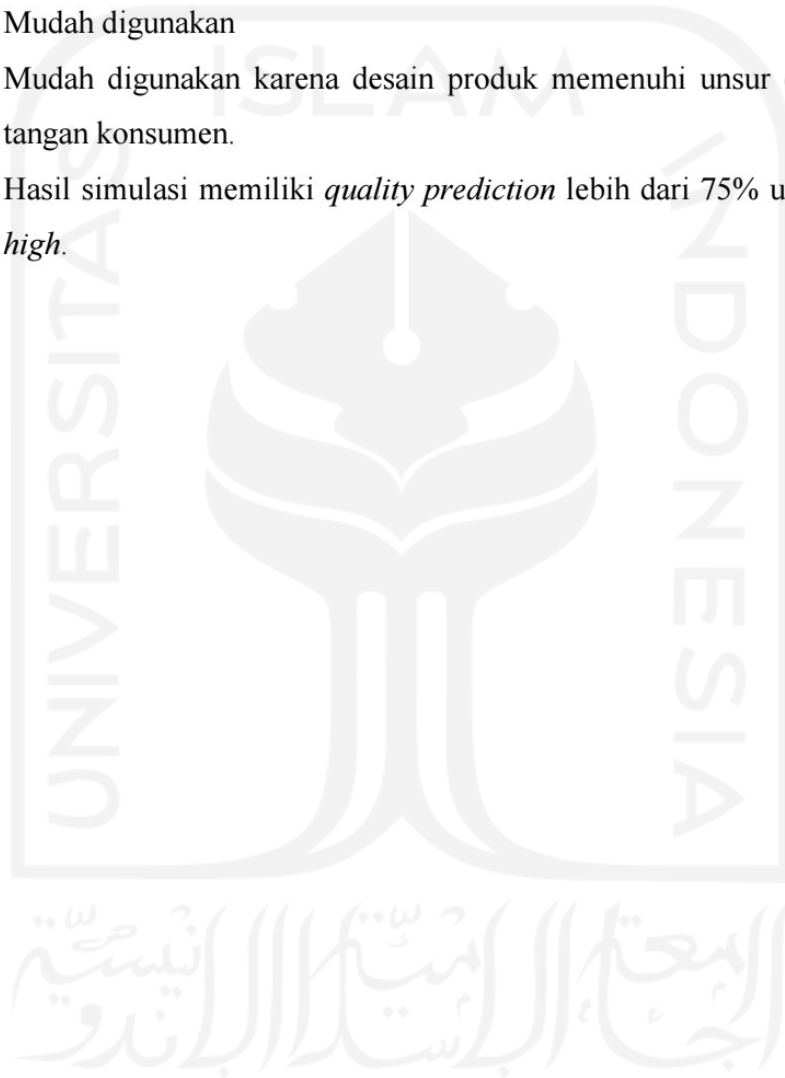 Mudah digunakan
Mudah digunakan karena desain produk memenuhi unsur
tangan konsumen.
Hasil simulasi memiliki quality prediction lebih dari 75% u
high.
ISLAM
UNIVERSITAS
INDONESIA